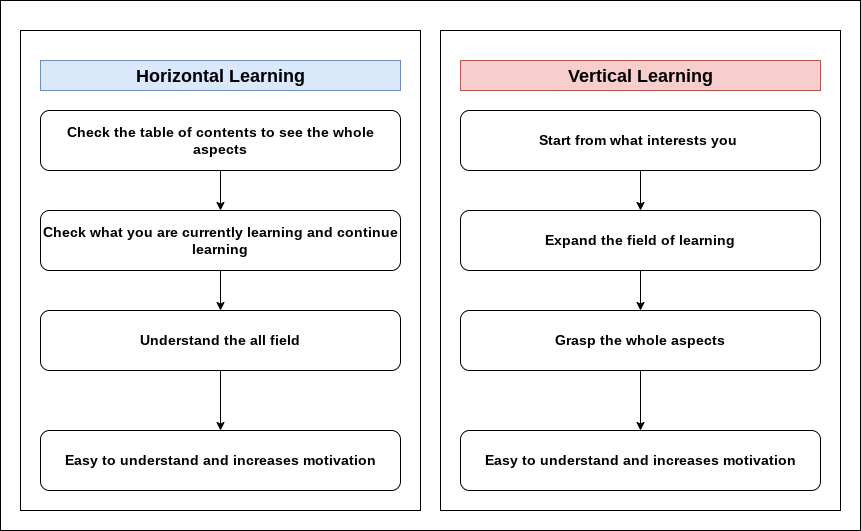 Horizontal Learning
Check the table of contents to see the whole
aspects
Check what you are currently learning and continue
learning
Understand the all field
Easy to understand and increases motivation
Vertical Learning
Start from what interests you
Expand the field of learning
Grasp the whole aspects
Easy to understand and increases motivation